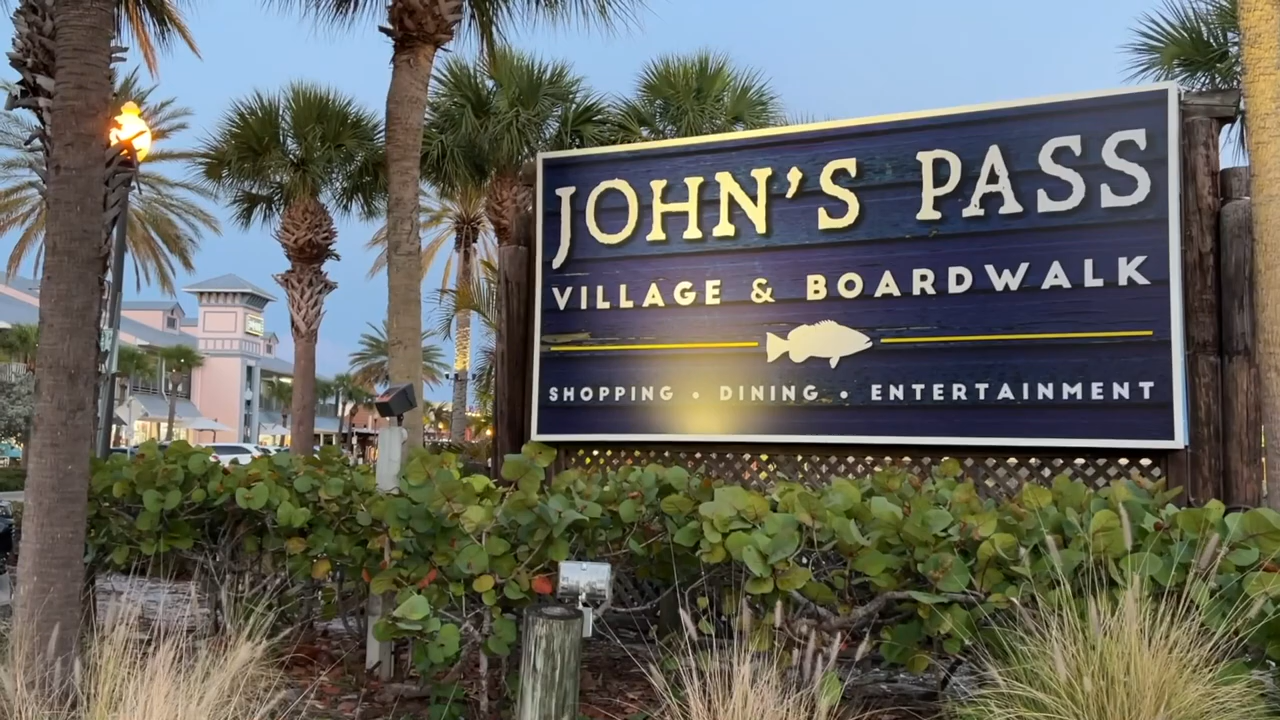 JOHN'S PASS
VILLAGE & BOARDWALK
SHOPPING • DINING • ENTERTAINMENT